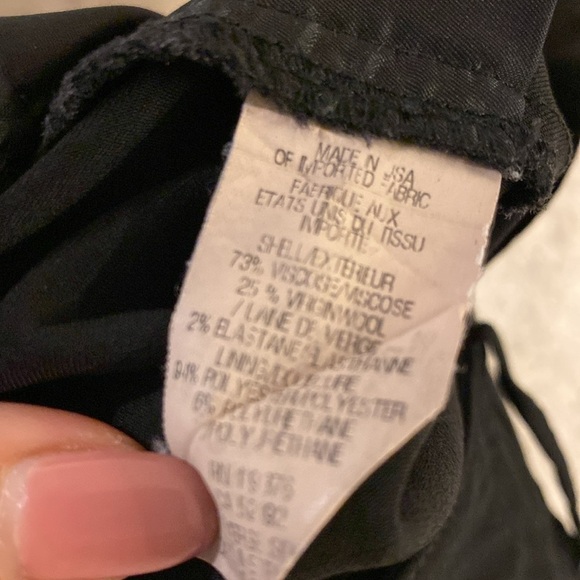 MADE IN USA
OF IMPORTED FABRIC
FABRIQUE AUX
ETATS UNIS DU TISSU
IMPORTE
SHELL/EXTERIEUR
73% VISCOSE/VISCOSE
25 % VIRGIN WOOL
/ LAINE DE VIERGE
2% ELASTANE/ELASTHANNE
LINING/DOUBLURE
94% POLYESTER/POLYESTER
6% POLYURETHANE
/POLYURETHANE